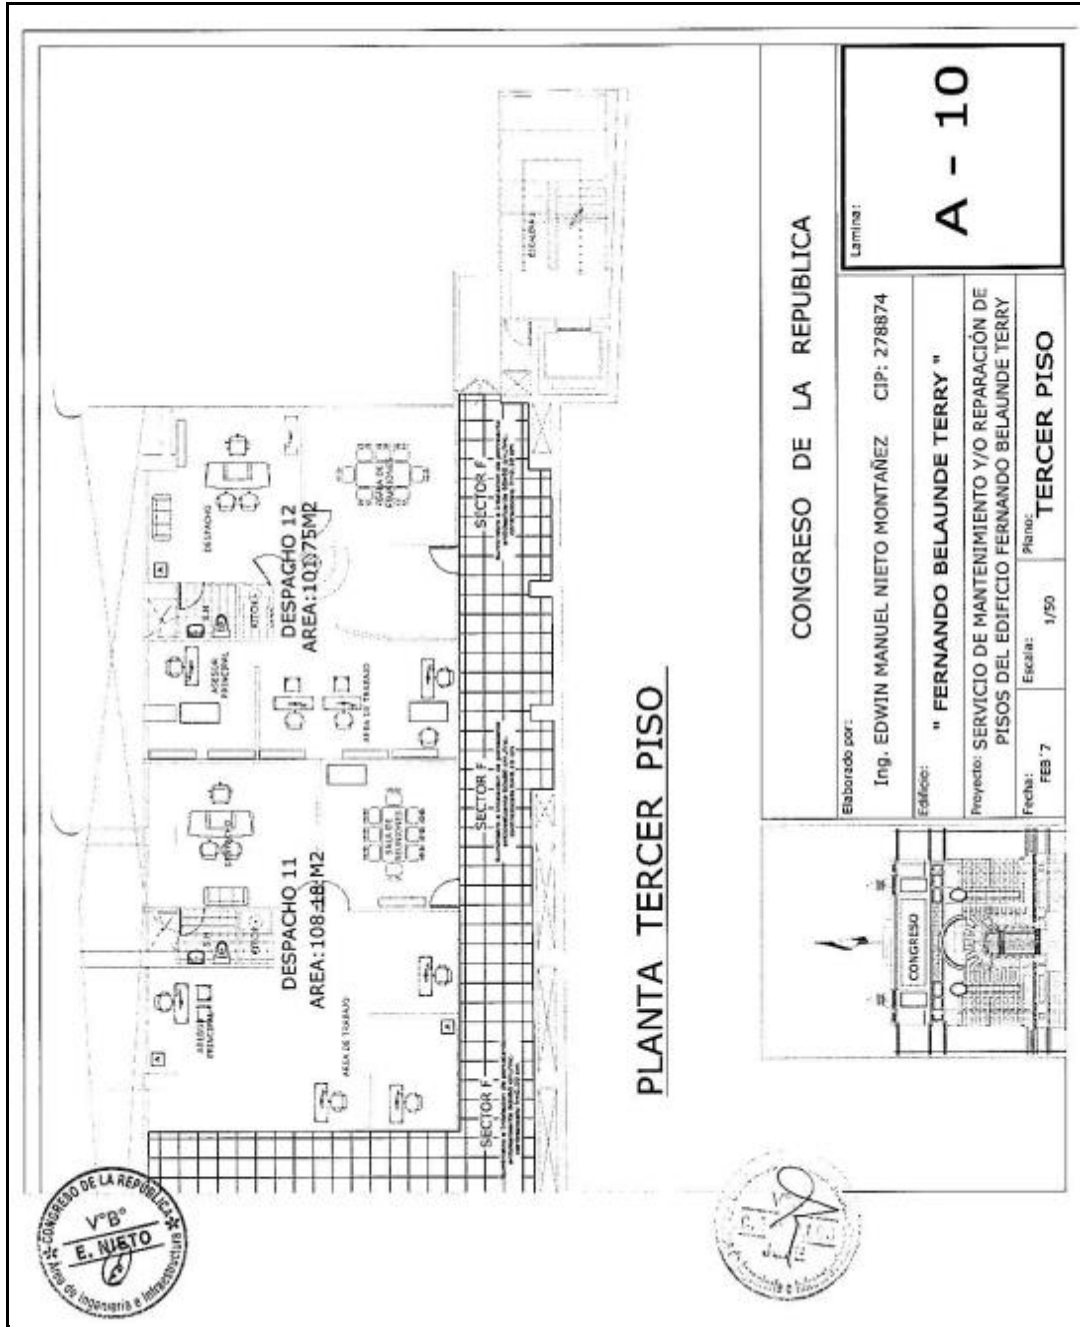 PLANTA TERCER PISO
DESPACHO 11
AREA:108.18 M2
DESPACHO 12
AREA:101.75M2
ASESOR
PRINCIPAL
AREA DE TRABAJO
S.H
DESPACHO
SALA DE
REUNIONES
ASESOR
PRINCIPAL
AREA DE TRABAJO
S.H
DESPACHO
SALA DE
REUNIONES
SECTOR F
SECTOR F
SECTOR F
CONGRESO DE LA REPUBLICA
CONGRESO
Elaborado por:
Ing. EDWIN MANUEL NIETO MONTAÑEZ CIP: 278874
Edificio:
" FERNANDO BELAUNDE TERRY "
Proyecto: SERVICIO DE MANTENIMIENTO Y/O REPARACIÓN DE
PISOS DEL EDIFICIO FERNANDO BELAUNDE TERRY
Fecha:
FEB '7
Escala:
1/50
Plano:
TERCER PISO
Lamina:
A - 10
CONGRESO DE LA REPÚBLICA
V°B°
E. NIETO
Área de Ingeniería e Infraestructura